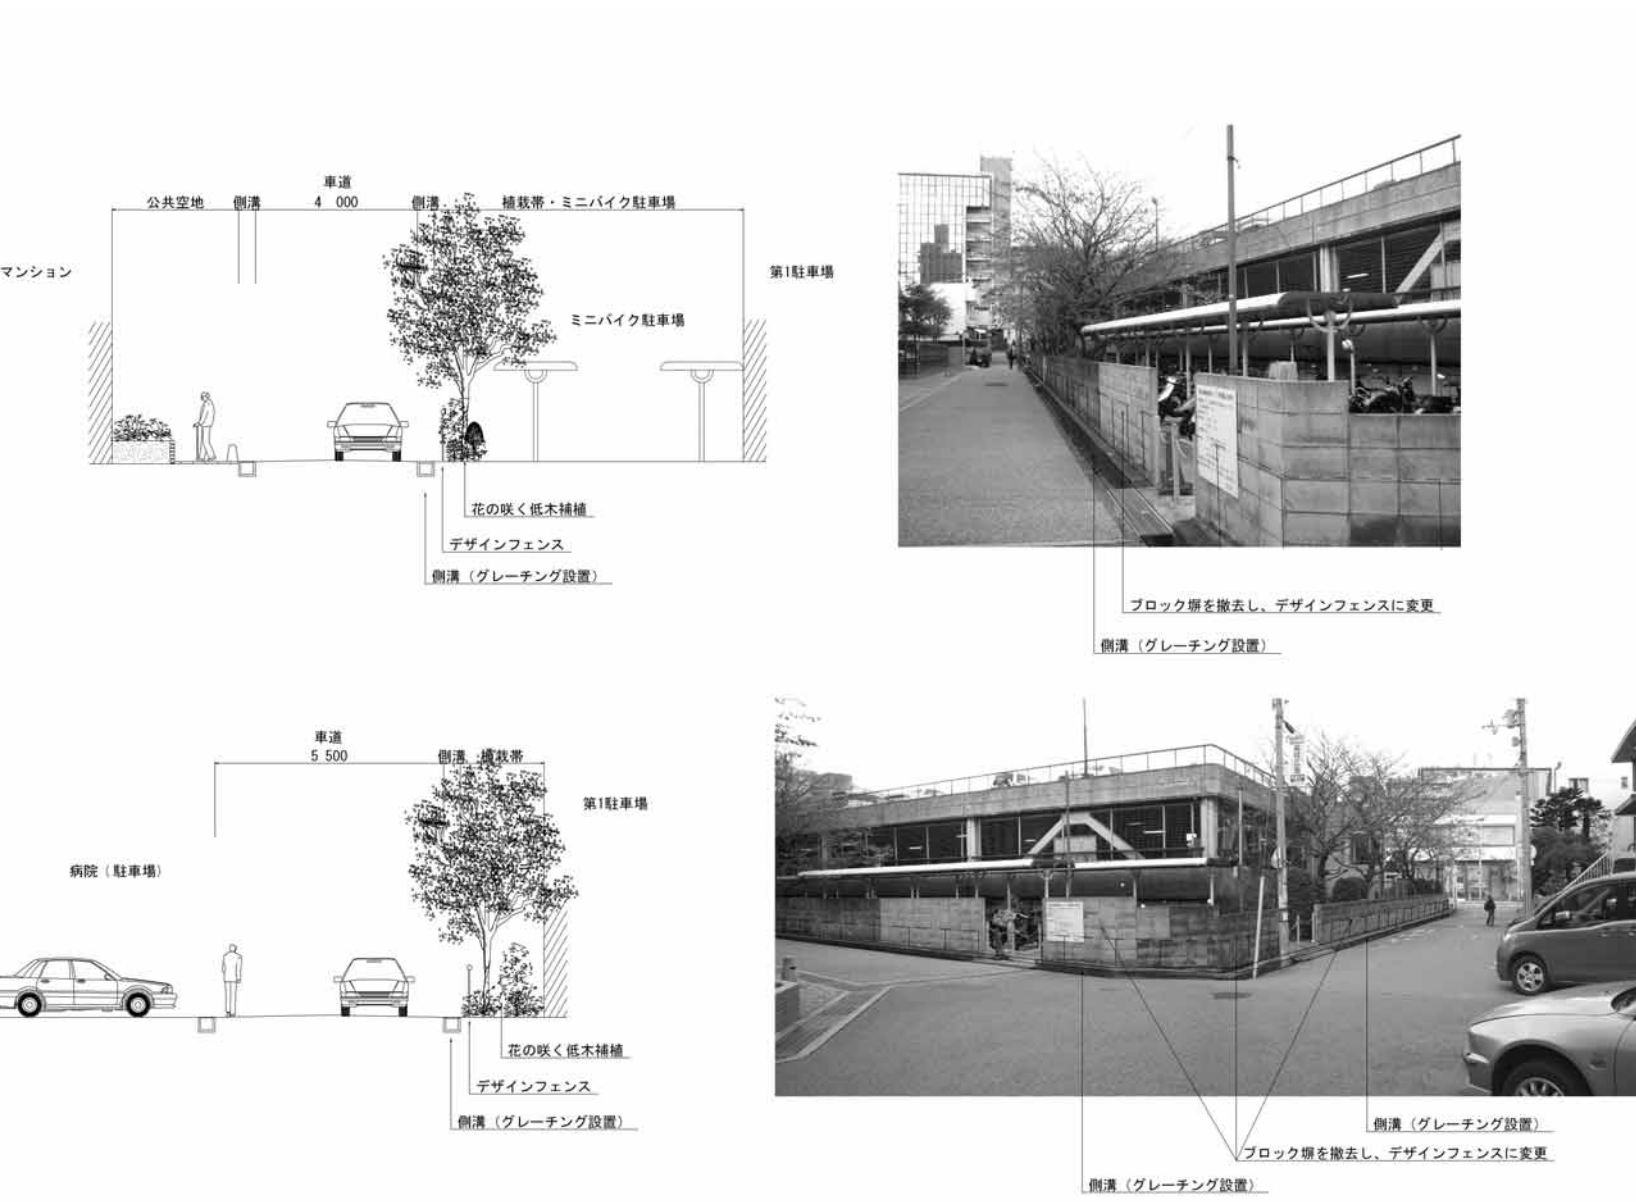 車道
公共空地 側溝 4 000 側溝 植栽帯・ミニバイク駐車場
マンション
第1駐車場
ミニバイク駐車場
花の咲く低木補植
デザインフェンス
側溝（グレーチング設置）
ブロック塀を撤去し、デザインフェンスに変更
側溝（グレーチング設置）
車道
5 500 側溝 植栽帯
第1駐車場
病院（駐車場）
花の咲く低木補植
デザインフェンス
側溝（グレーチング設置）
側溝（グレーチング設置）
ブロック塀を撤去し、デザインフェンスに変更
側溝（グレーチング設置）